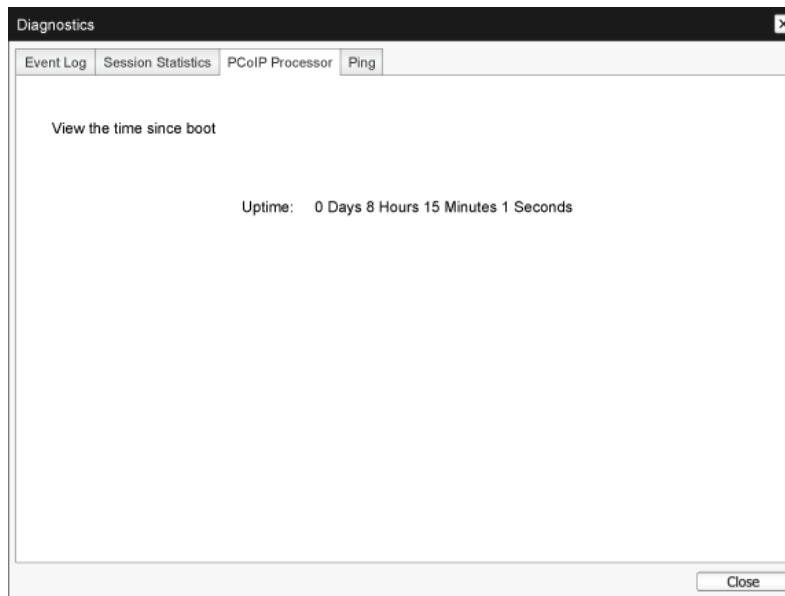 Diagnostics
Event Log Session Statistics PCoIP Processor Ping
View the time since boot
Uptime: 0 Days 8 Hours 15 Minutes 1 Seconds
Close